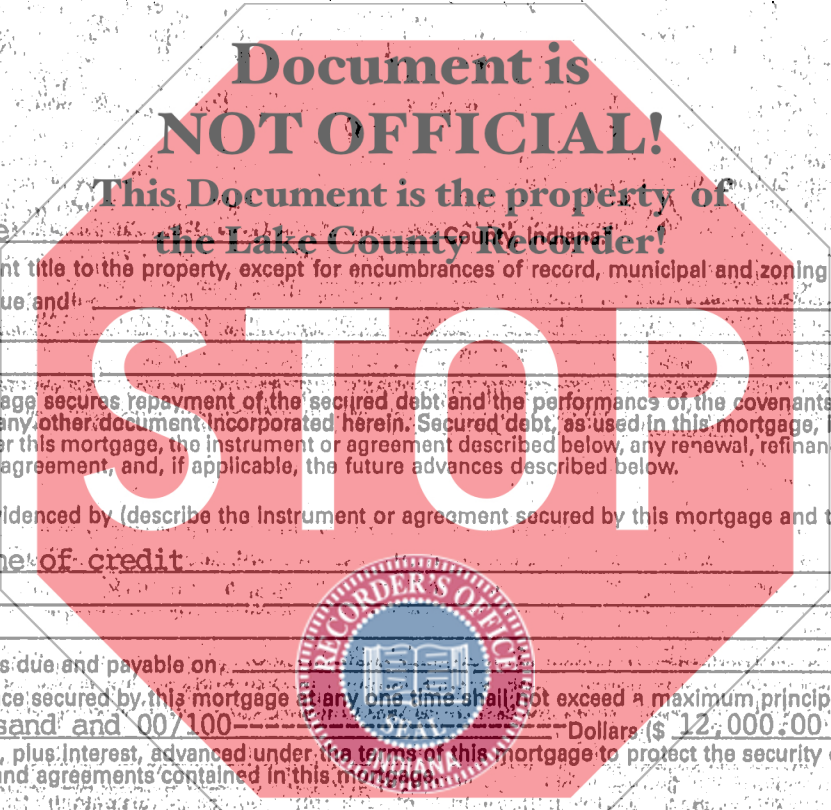 Document is
NOT OFFICIAL!
This Document is the property of
the Lake County Recorder!
County, Indiana
nt title to the property, except for encumbrances of record, municipal and zoning
ue and
STOP
age secures repayment of the secured debt and the performance of the covenants
any other document incorporated herein. Secured debt, as used in this mortgage,
er this mortgage, the instrument or agreement described below, any renewal, refinan
agreement, and, if applicable, the future advances described below.
videnced by (describe the instrument or agreement secured by this mortgage and t
ne of credit
RECORDER'S OFFICE
SEAL
INDIANA
s due and payable on
ce secured by this mortgage at any one time shall not exceed a maximum princip
sand and 00/100------------------------ Dollars ($ 12,000.00
, plus interest, advanced under the terms of this mortgage to protect the security
nd agreements contained in this mortgage.